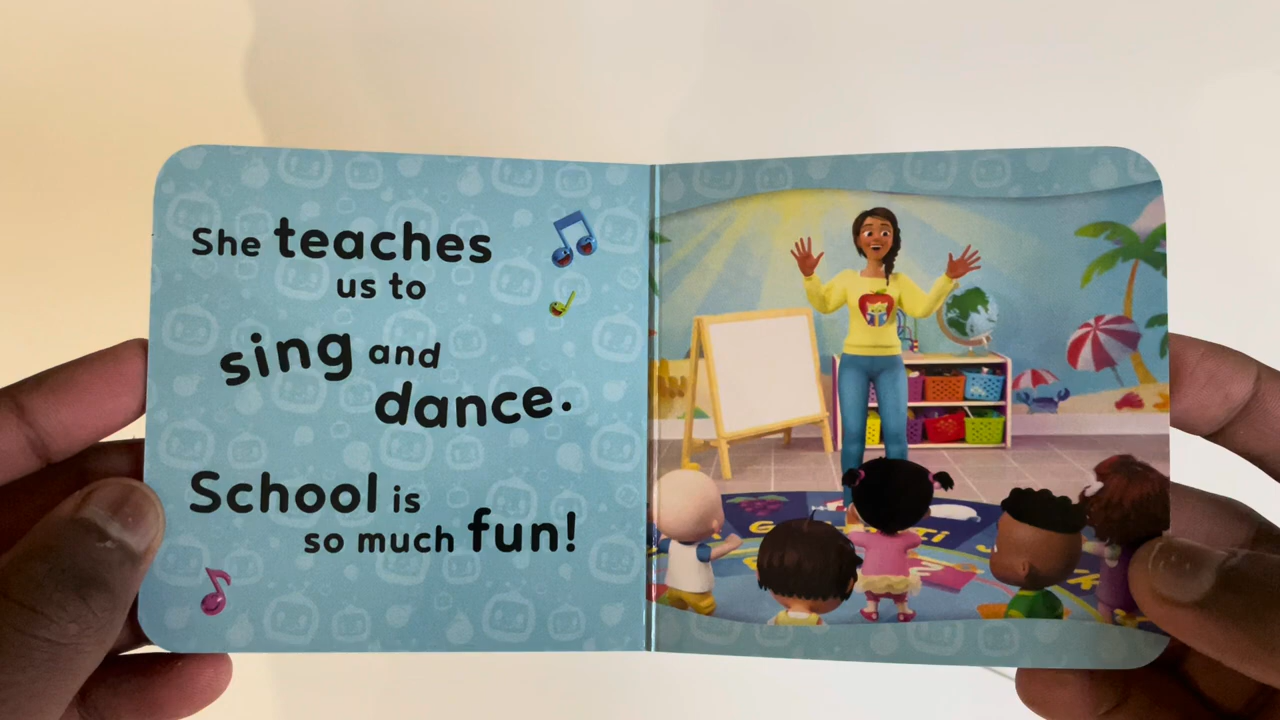 She teaches
us to
sing and
dance.
School is
so much fun!